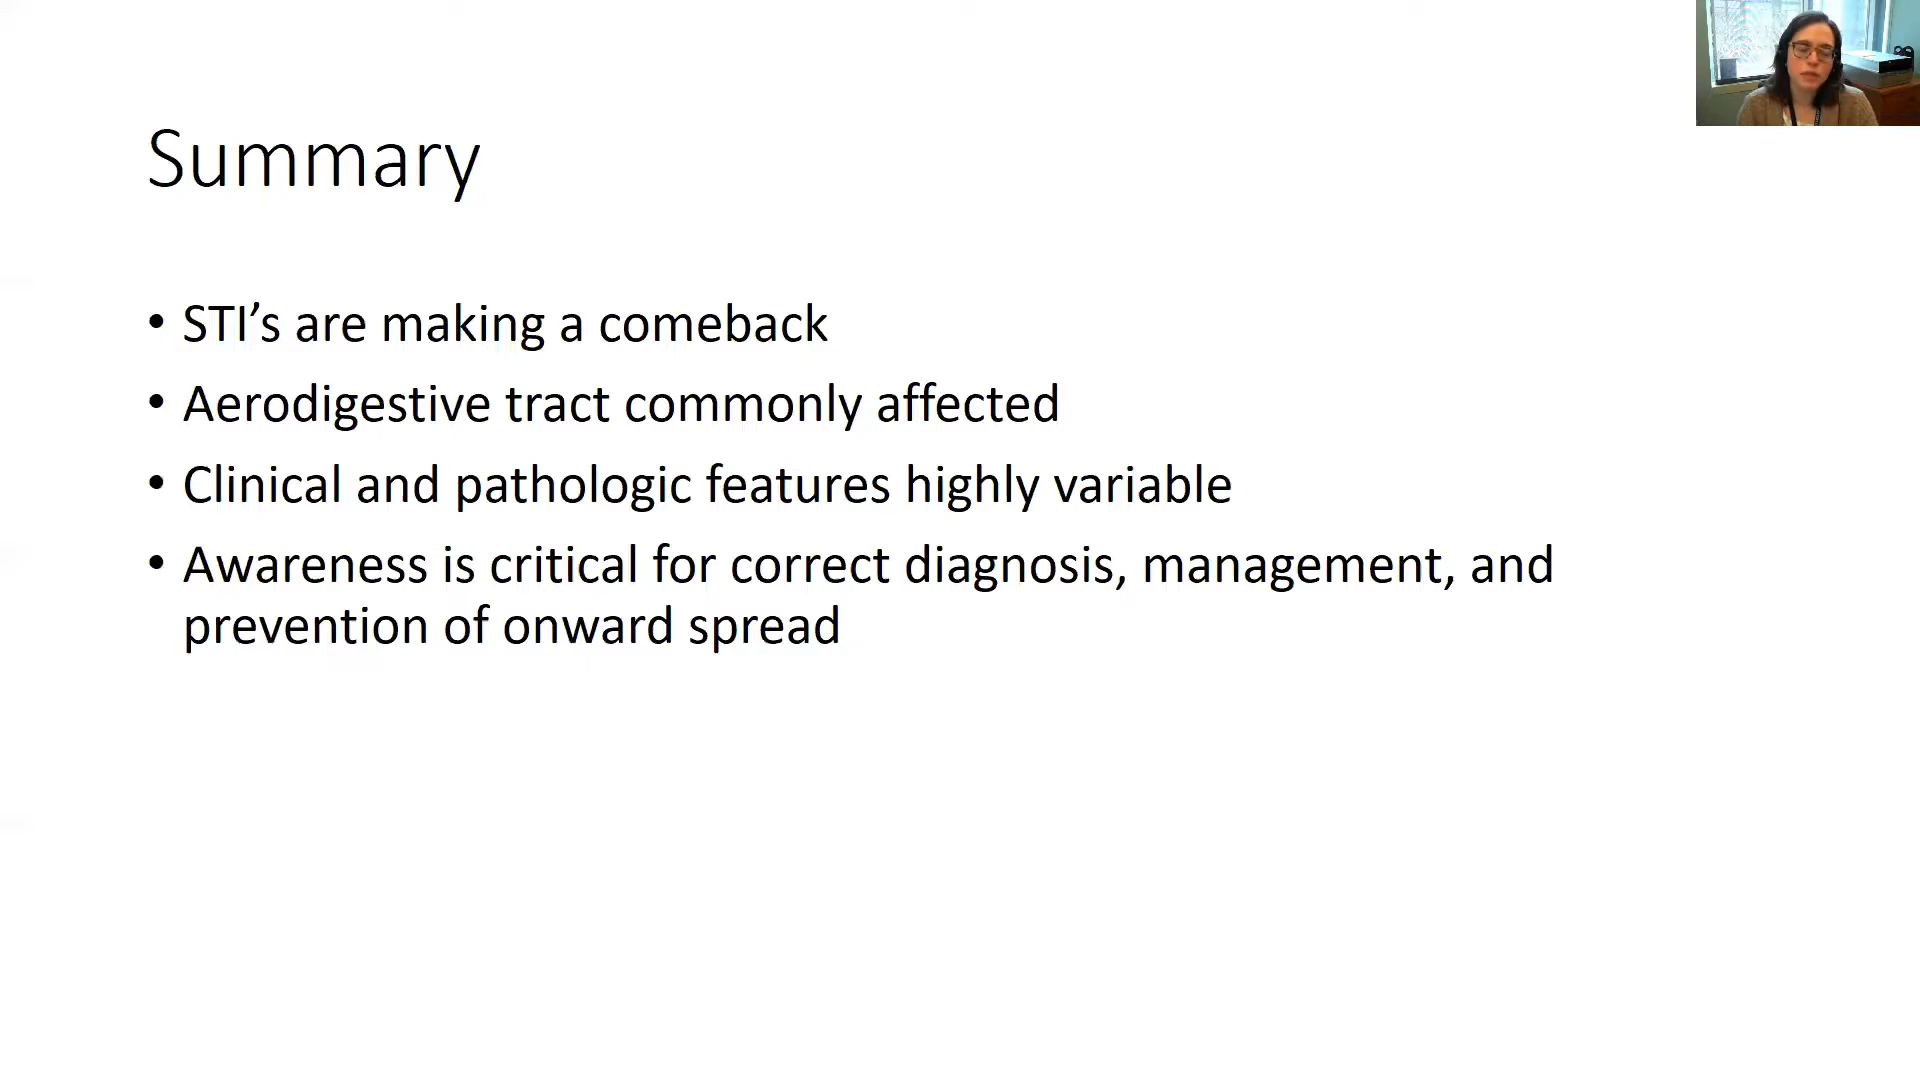 Summary
• STI’s are making a comeback
• Aerodigestive tract commonly affected
• Clinical and pathologic features highly variable
• Awareness is critical for correct diagnosis, management, and
prevention of onward spread